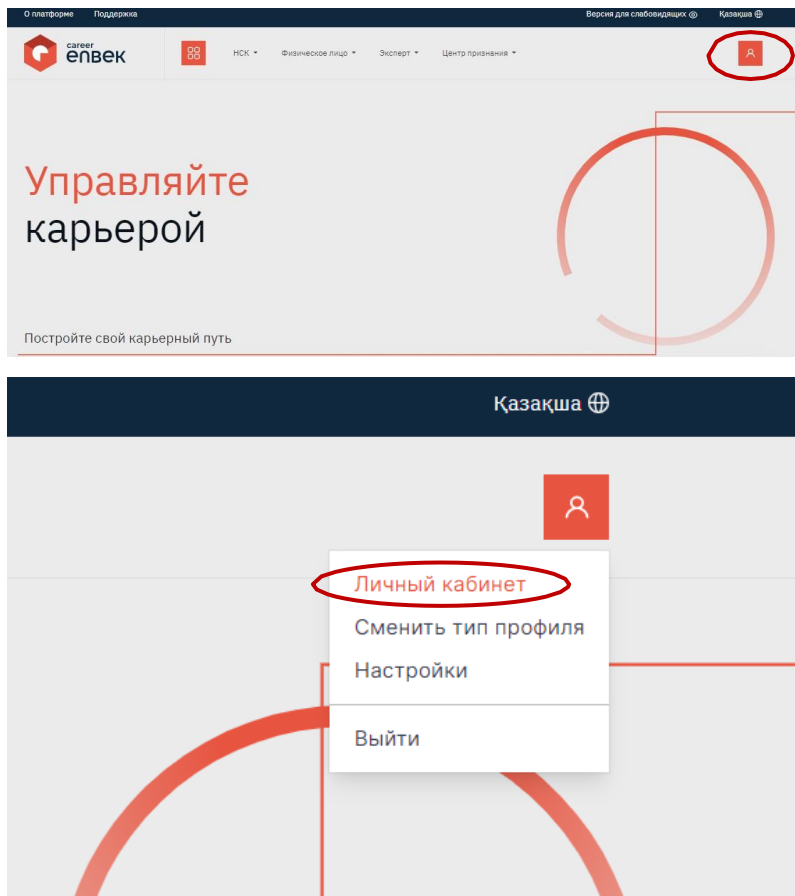 О платформе Поддержка Версия для слабовидящих Қазақша
career
еңбек НСК Физическое лицо Эксперт Центр признания
Управляйте
карьерой
Постройте свой карьерный путь
Қазақша
Личный кабинет
Сменить тип профиля
Настройки
Выйти